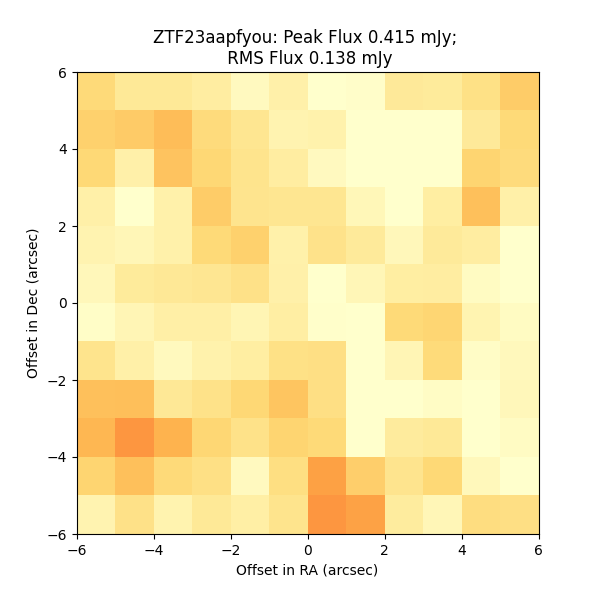 ZTF23aapfyou: Peak Flux 0.415 mJy;
RMS Flux 0.138 mJy
6
4
2
0
−2
−4
−6
Offset in Dec (arcsec)
−6 −4 −2 0 2 4 6
Offset in RA (arcsec)